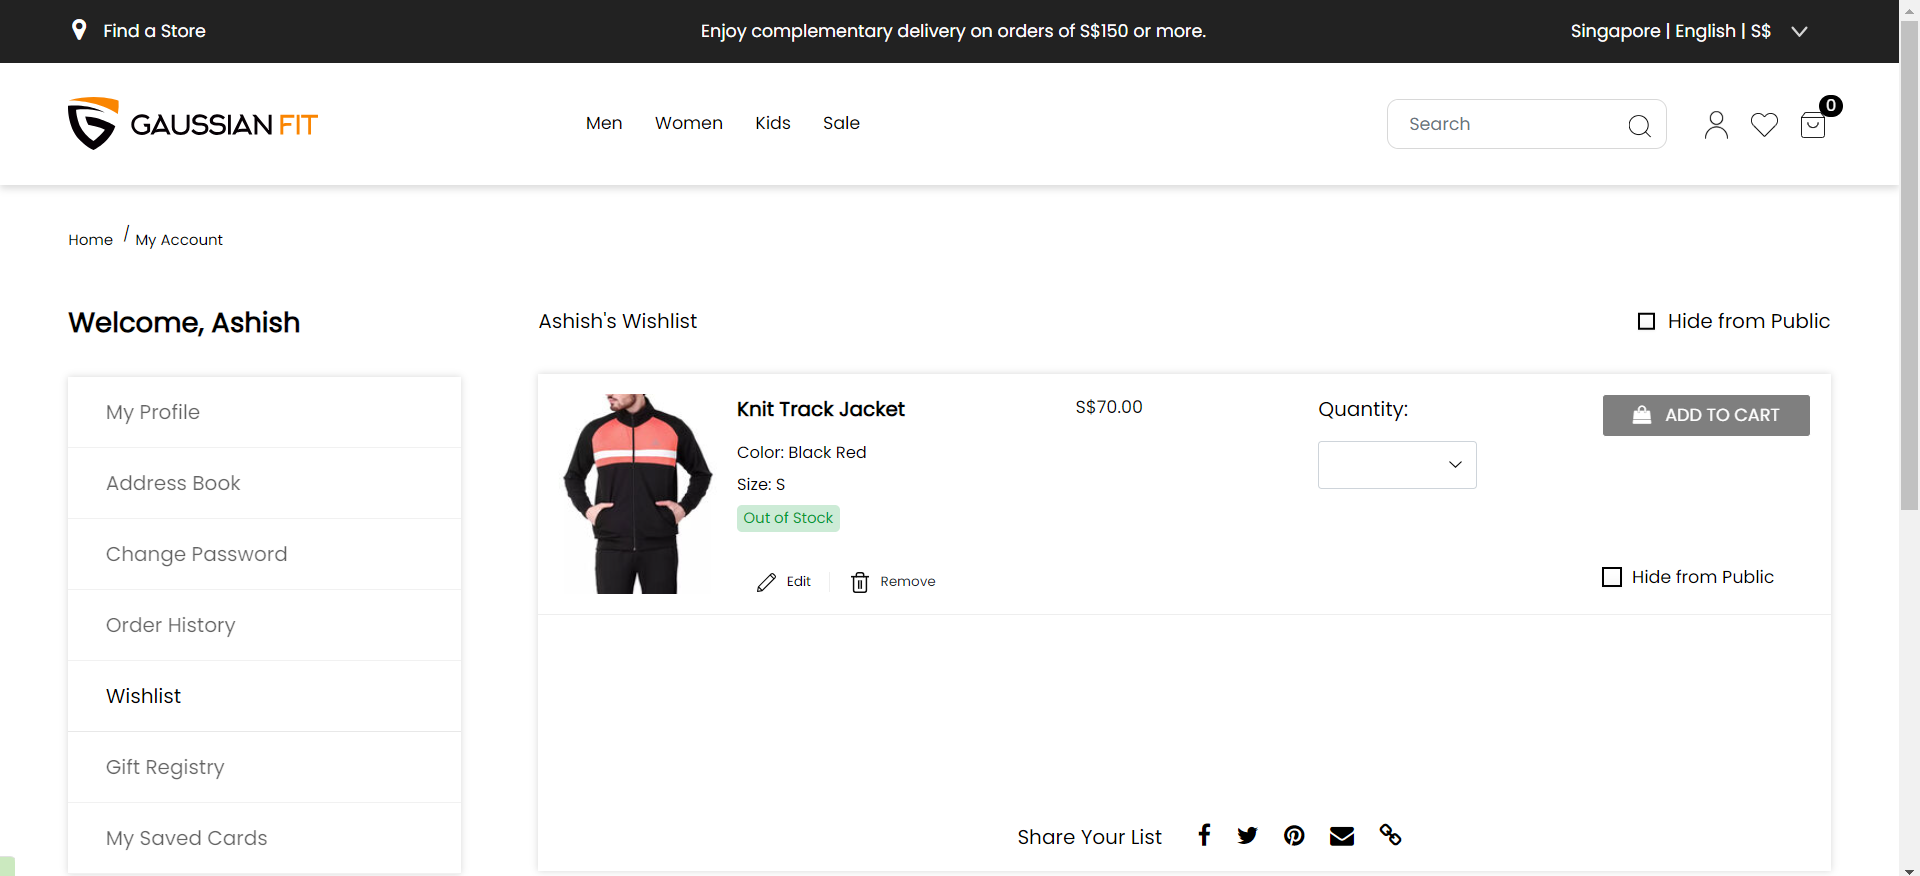 Find a Store
Enjoy complementary delivery on orders of S$150 or more.
Singapore | English | S$
GAUSSIAN FIT
Men
Women
Kids
Sale
Search
0
Home / My Account
Welcome, Ashish
Ashish's Wishlist
Hide from Public
My Profile
Address Book
Change Password
Order History
Wishlist
Gift Registry
My Saved Cards
Knit Track Jacket
S$70.00
Quantity:
ADD TO CART
Color: Black Red
Size: S
Out of Stock
Edit
Remove
Hide from Public
Share Your List